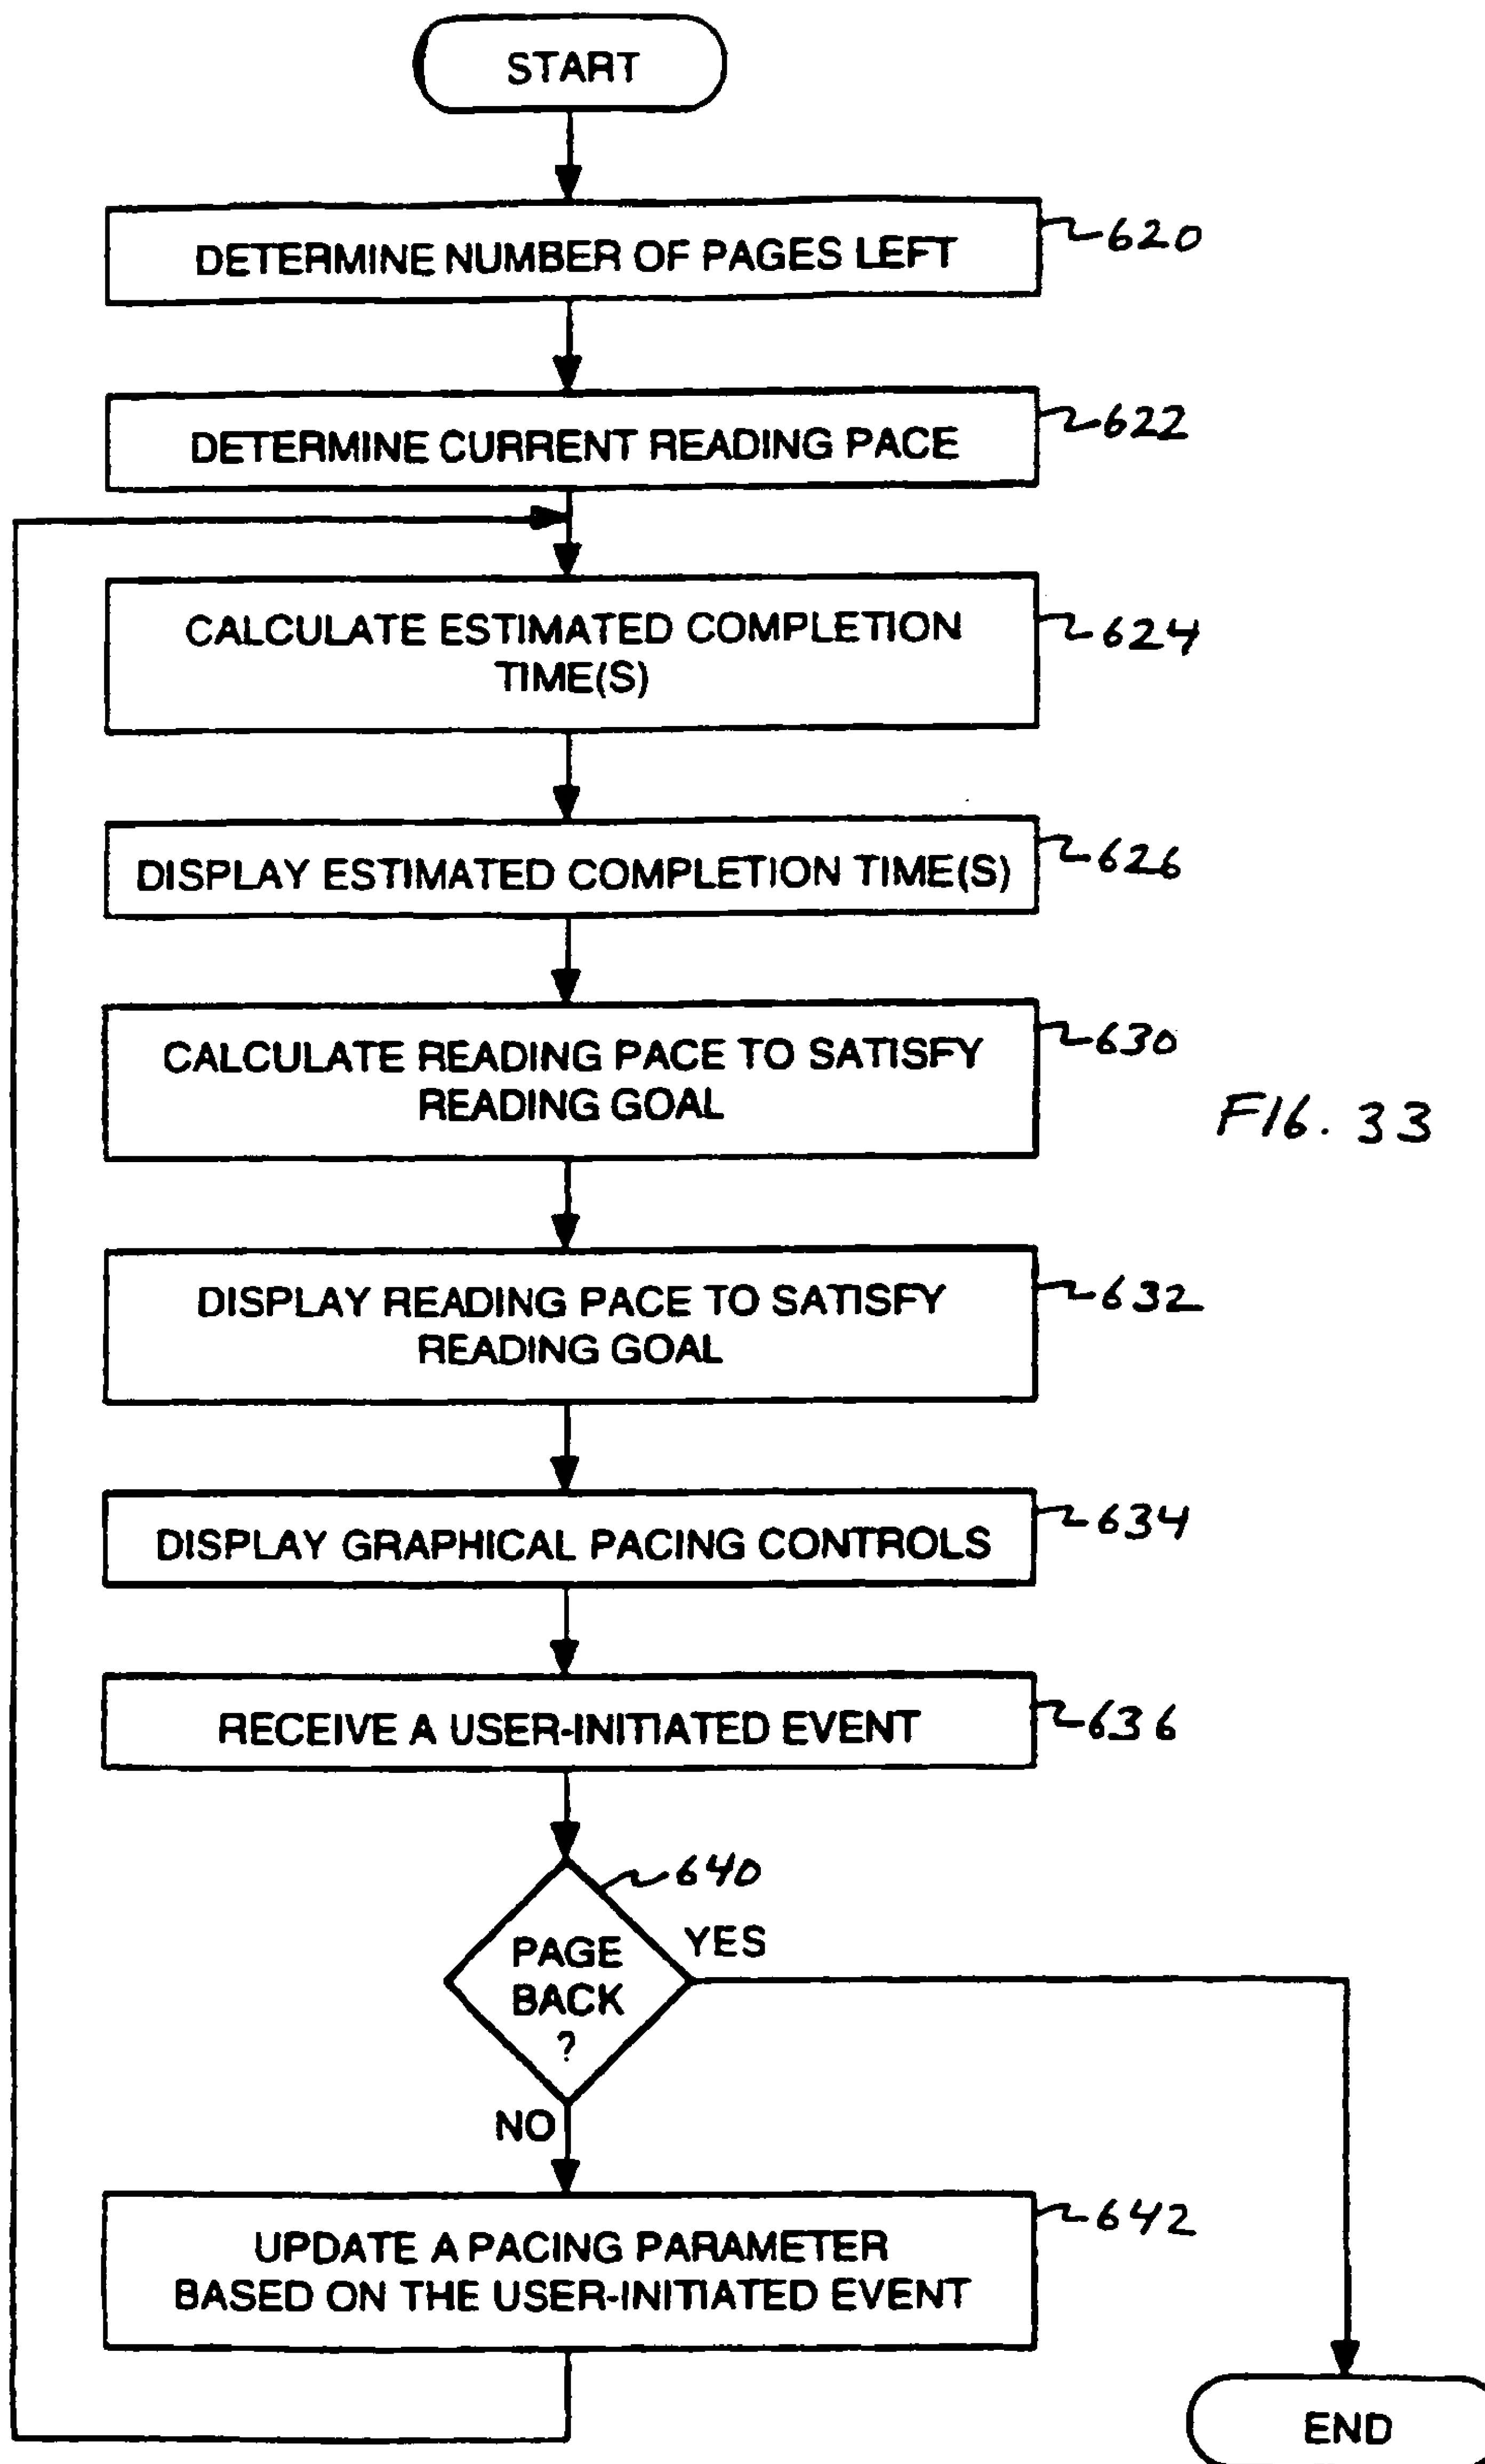 START
DETERMINE NUMBER OF PAGES LEFT
620
DETERMINE CURRENT READING PACE
622
CALCULATE ESTIMATED COMPLETION
TIME(S)
624
DISPLAY ESTIMATED COMPLETION TIME(S)
626
CALCULATE READING PACE TO SATISFY
READING GOAL
630
FIG. 33
DISPLAY READING PACE TO SATISFY
READING GOAL
632
DISPLAY GRAPHICAL PACING CONTROLS
634
RECEIVE A USER-INITIATED EVENT
636
640
PAGE
BACK
?
YES
NO
UPDATE A PACING PARAMETER
BASED ON THE USER-INITIATED EVENT
642
END